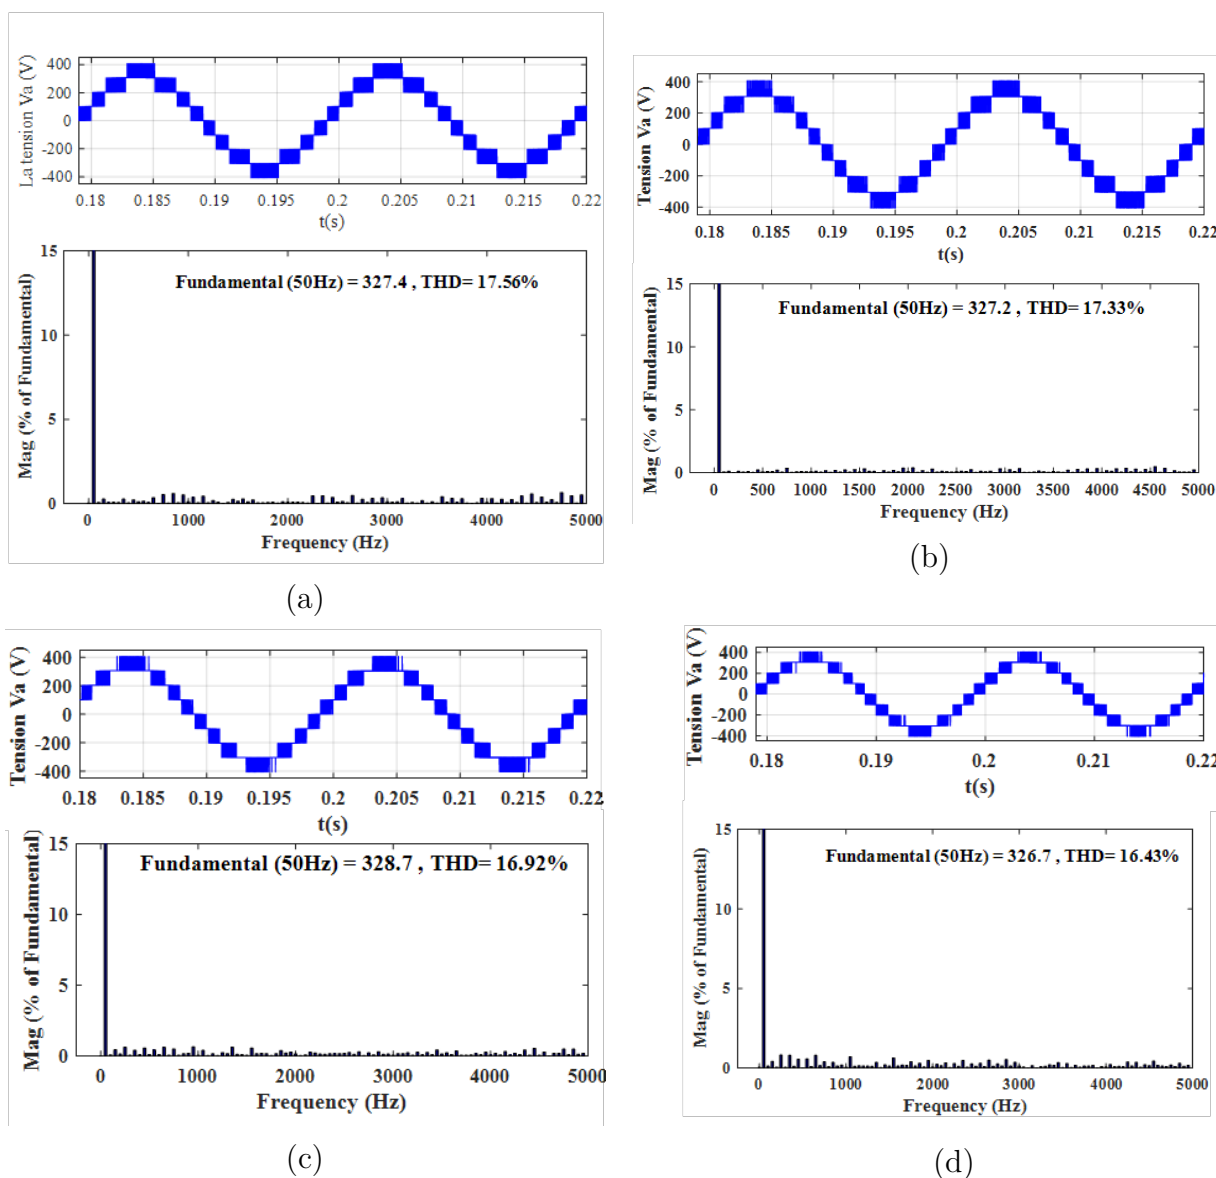 La tension Va (V)
400
200
0
-200
-400
0.18 0.185 0.19 0.195 0.2 0.205 0.21 0.215 0.22
t(s)
Mag (% of Fundamental)
15
10
5
0
Fundamental (50Hz) = 327.4 , THD= 17.56%
0 1000 2000 3000 4000 5000
Frequency (Hz)
(a)
Tension Va (V)
400
200
0
-200
-400
0.18 0.185 0.19 0.195 0.2 0.205 0.21 0.215 0.22
t(s)
Mag (% of Fundamental)
15
10
5
0
Fundamental (50Hz) = 327.2 , THD= 17.33%
0 500 1000 1500 2000 2500 3000 3500 4000 4500 5000
Frequency (Hz)
(b)
Tension Va (V)
400
200
0
-200
-400
0.18 0.185 0.19 0.195 0.2 0.205 0.21 0.215 0.22
t(s)
Mag (% of Fundamental)
15
10
5
0
Fundamental (50Hz) = 328.7 , THD= 16.92%
0 1000 2000 3000 4000 5000
Frequency (Hz)
(c)
Tension Va (V)
400
200
0
-200
-400
0.18 0.19 0.2 0.21 0.22
t(s)
Mag (% of Fundamental)
15
10
5
0
Fundamental (50Hz) = 326.7 , THD= 16.43%
0 1000 2000 3000 4000 5000
Frequency (Hz)
(d)